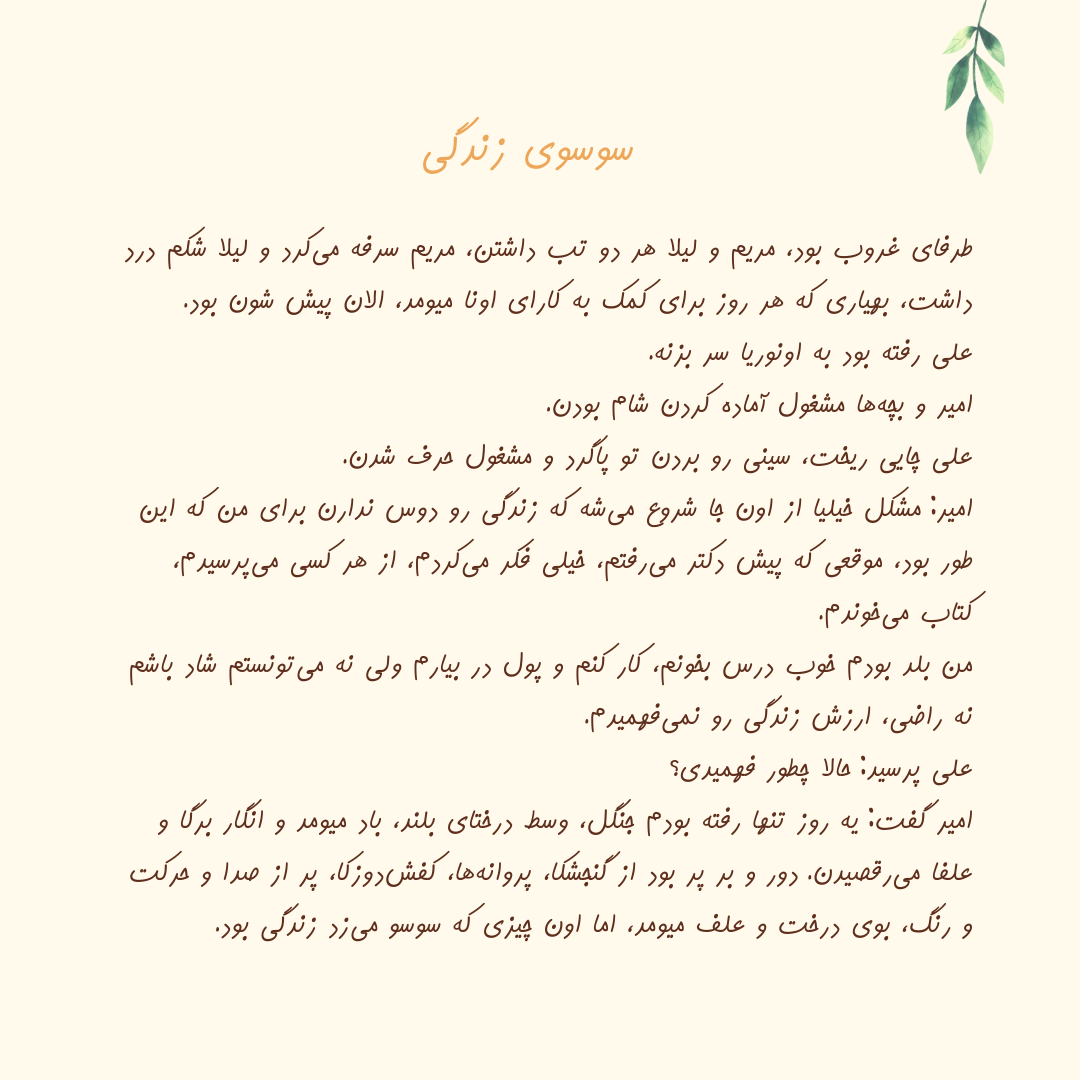 سوسوی زندگی
طرفای غروب بود، مریم و لیلا هر دو تب داشتن، مریم سرفه می‌کرد و لیلا شکم درد
داشت، بهیاری که هر روز برای کمک به کارای اونا میومد، الان پیش شون بود.
علی رفته بود به اونوریا سر بزنه.
امیر و بچه‌ها مشغول آماده کردن شام بودن.
علی چایی ریخت، سینی رو بردن تو پاگرد و مشغول حرف شدن.
امیر: مشکل خیلیا از اون جا شروع می‌شه که زندگی رو دوس ندارن برای من که این
طور بود، موقعی که پیش دکتر می‌رفتم، خیلی فکر می‌کردم، از هر کسی می‌پرسیدم،
کتاب می‌خوندم.
من بلد بودم خوب درس بخونم، کار کنم و پول در بیارم ولی نه می‌تونستم شاد باشم
نه راضی، ارزش زندگی رو نمی‌فهمیدم.
علی پرسید: حالا چطور فهمیدی؟
امیر گفت: یه روز تنها رفته بودم جنگل، وسط درختای بلند، باد میومد و انگار برگا و
علفا می‌رقصیدن. دور و بر پر بود از گنجشکا، پروانه‌ها، کفش‌دوزکا، پر از صدا و حرکت
و رنگ، بوی درخت و علف میومد، اما اون چیزی که سوسو می‌زد زندگی بود.